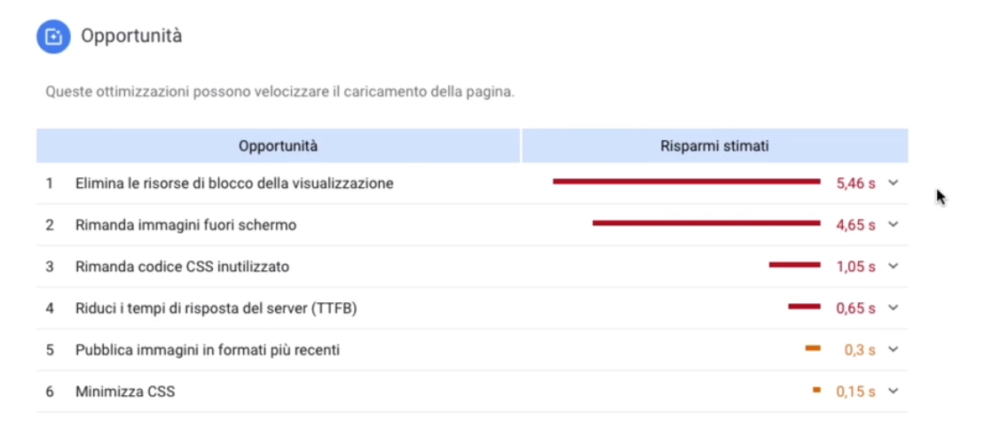 Opportunità
Queste ottimizzazioni possono velocizzare il caricamento della pagina.
Opportunità Risparmi stimati
1 Elimina le risorse di blocco della visualizzazione 5,46 s
2 Rimanda immagini fuori schermo 4,65 s
3 Rimanda codice CSS inutilizzato 1,05 s
4 Riduci i tempi di risposta del server (TTFB) 0,65 s
5 Pubblica immagini in formati più recenti 0,3 s
6 Minimizza CSS 0,15 s